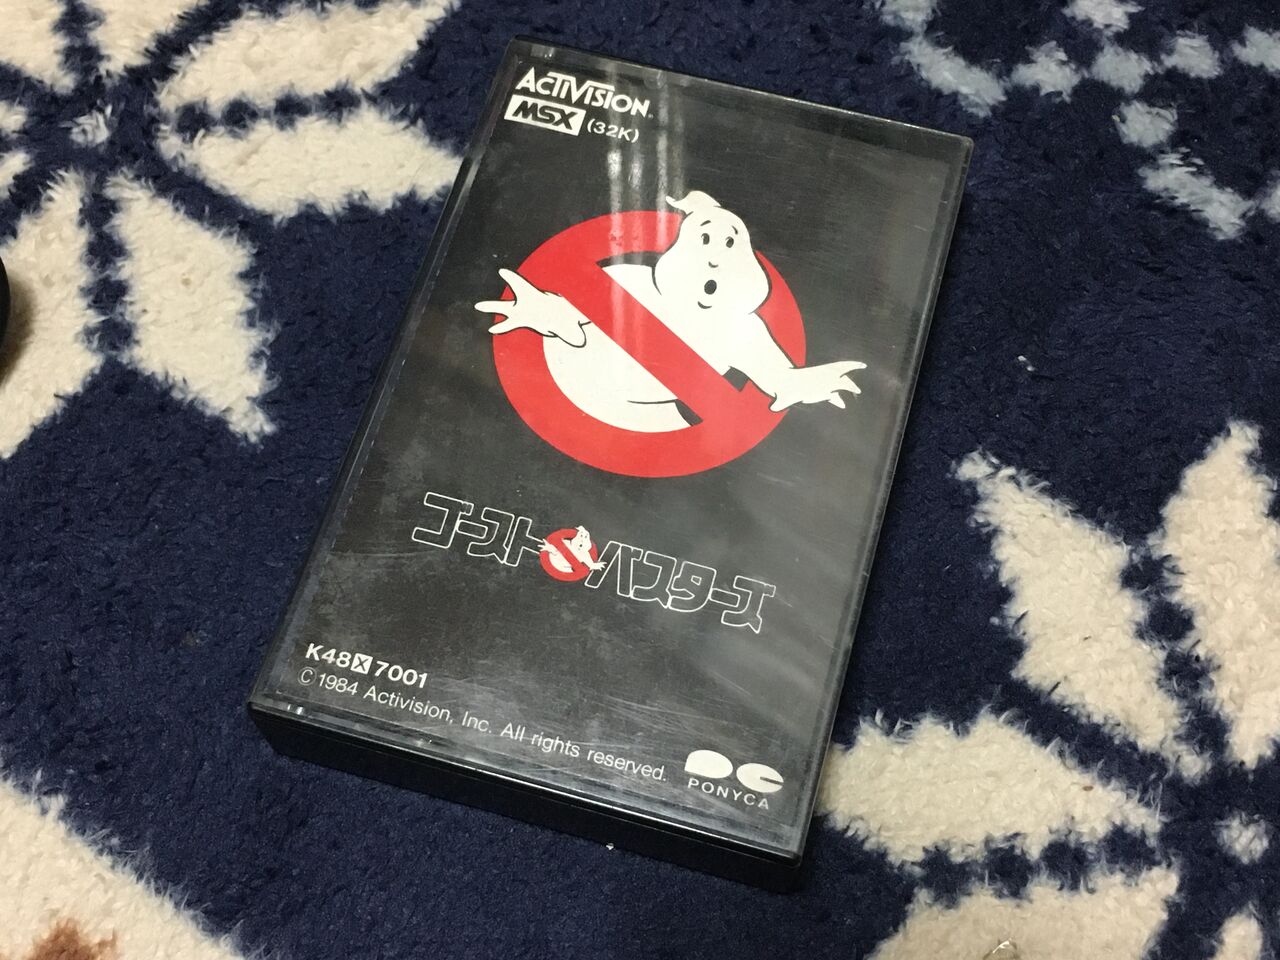 ACTIVISION®
MSX (32K)
ゴーストバスターズ
K48X7001
©1984 Activision, Inc. All rights reserved.
PC
PONYCA